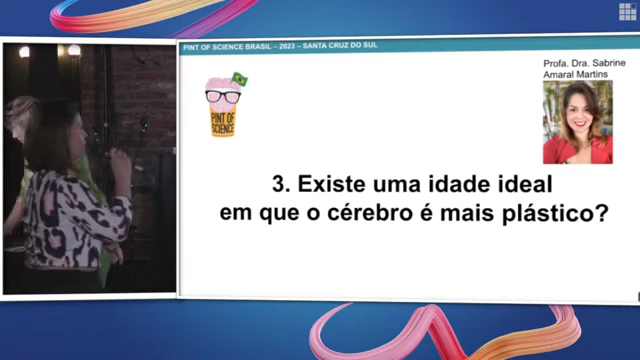 PINT OF SCIENCE BRASIL – 2023 – SANTA CRUZ DO SUL
Profa. Dra. Sabrine
Amaral Martins
PINT OF
SCIENCE
3. Existe uma idade ideal
em que o cérebro é mais plástico?